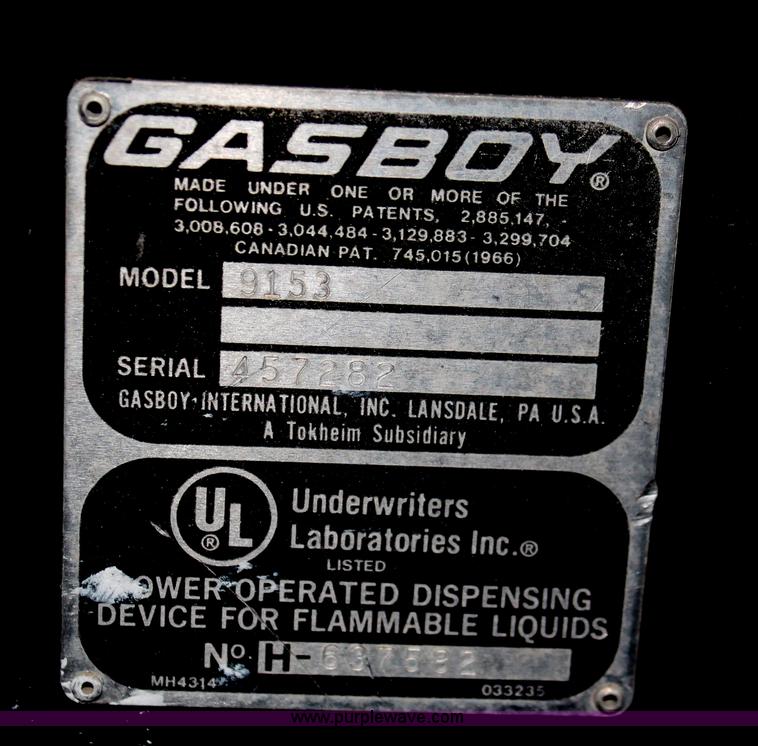 GASBOY®
MADE UNDER ONE OR MORE OF THE
FOLLOWING U.S. PATENTS, 2,885,147, -
3,008,608 - 3,044,484 - 3,129,883 - 3,299,704
CANADIAN PAT. 745,015 (1966)
MODEL 9153
SERIAL 457282
GASBOY INTERNATIONAL, INC. LANSDALE, PA U.S.A.
A Tokheim Subsidiary
UL® Underwriters
Laboratories Inc.®
LISTED
POWER OPERATED DISPENSING
DEVICE FOR FLAMMABLE LIQUIDS
No. H-637582
MH4314 033235
www.purplewave.com